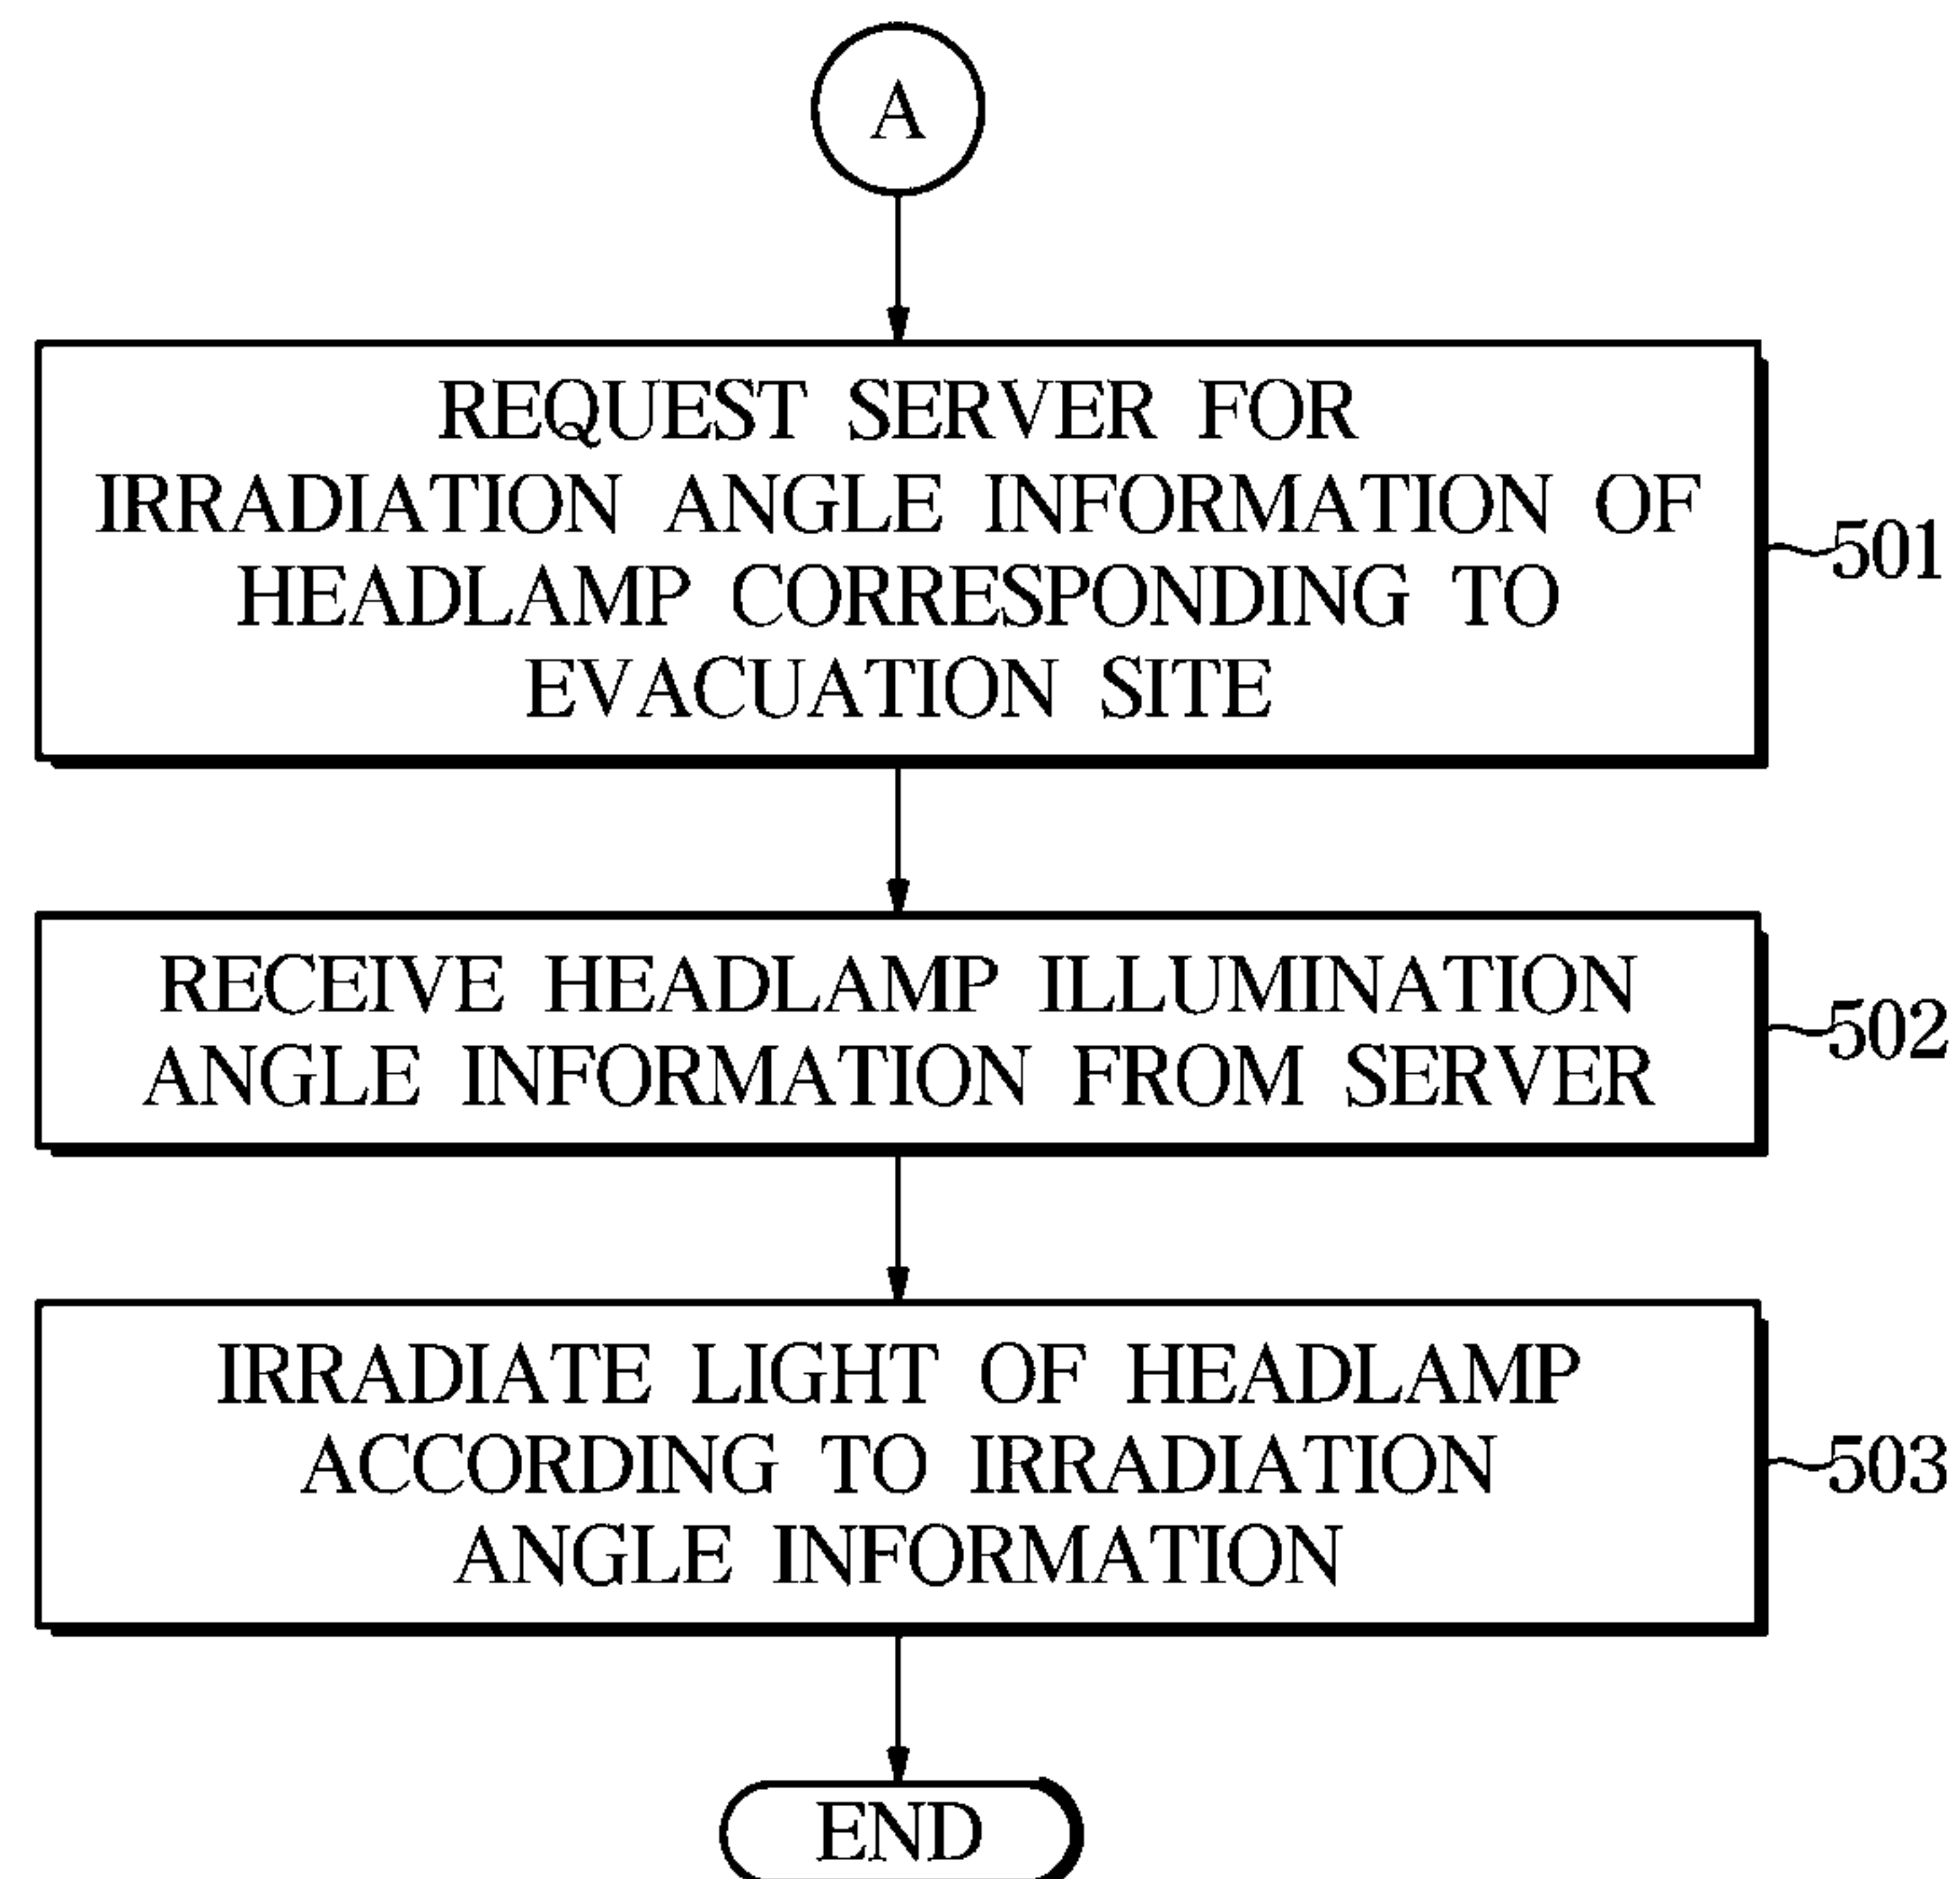 A
REQUEST SERVER FOR
IRRADIATION ANGLE INFORMATION OF
HEADLAMP CORRESPONDING TO
EVACUATION SITE
501
RECEIVE HEADLAMP ILLUMINATION
ANGLE INFORMATION FROM SERVER
502
IRRADIATE LIGHT OF HEADLAMP
ACCORDING TO IRRADIATION
ANGLE INFORMATION
503
END